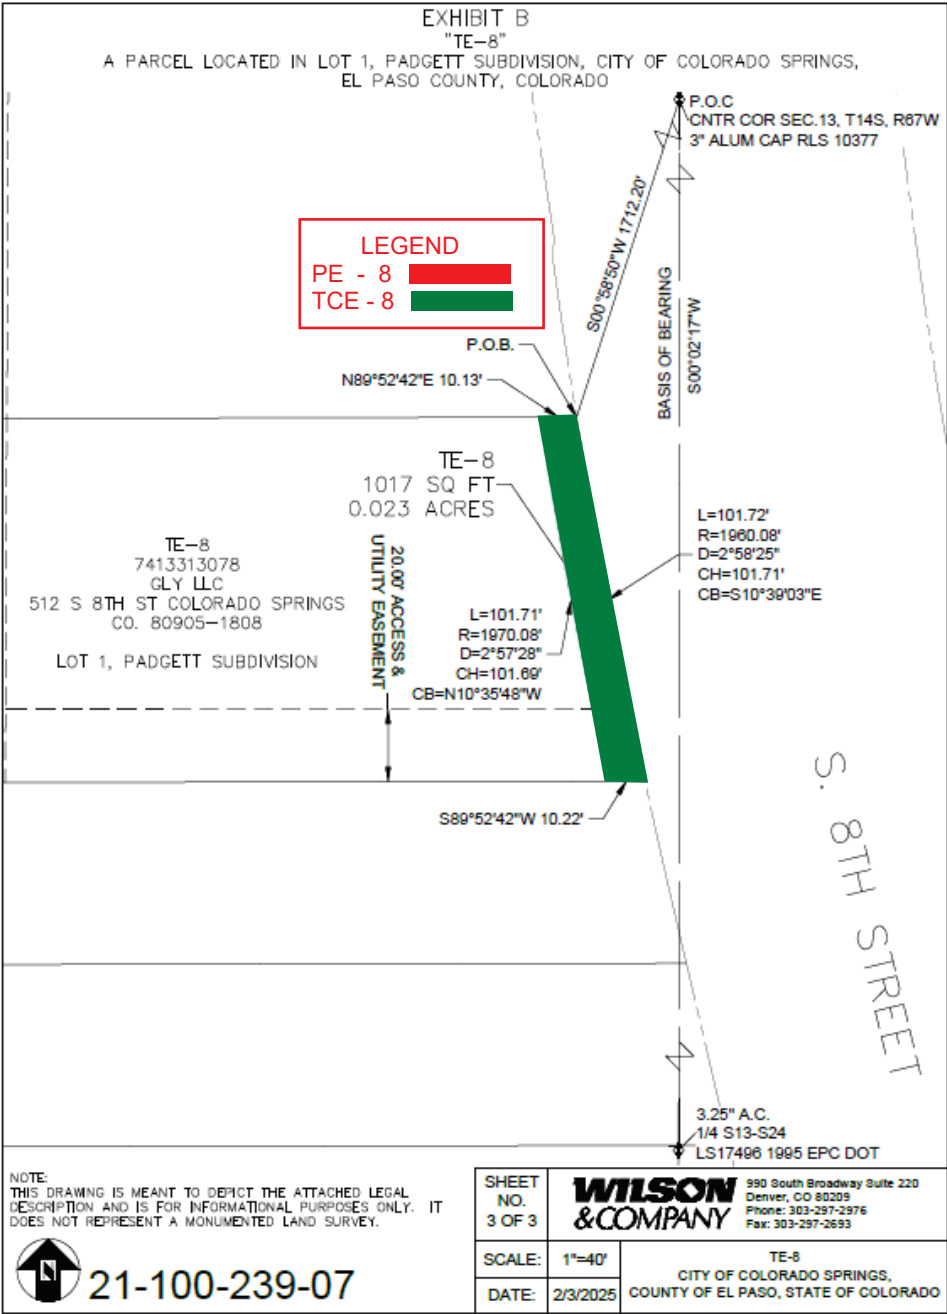 EXHIBIT B
"TE-8"
A PARCEL LOCATED IN LOT 1, PADGETT SUBDIVISION, CITY OF COLORADO SPRINGS,
EL PASO COUNTY, COLORADO
P.O.C
CNTR COR SEC.13, T14S, R67W
3" ALUM CAP RLS 10377
S00°58'50"W 1712.20'
BASIS OF BEARING
S00°02'17"W
LEGEND
PE - 8
TCE - 8
P.O.B.
N89°52'42"E 10.13'
TE-8
1017 SQ FT
0.023 ACRES
TE-8
7413313078
GLY LLC
512 S 8TH ST COLORADO SPRINGS
CO. 80905-1808
LOT 1, PADGETT SUBDIVISION
20.00' ACCESS &
UTILITY EASEMENT
L=101.71'
R=1970.08'
D=2°57'28"
CH=101.69'
CB=N10°35'48"W
L=101.72'
R=1960.08'
D=2°58'25"
CH=101.71'
CB=S10°39'03"E
S89°52'42"W 10.22'
S. 8TH STREET
3.25" A.C.
1/4 S13-S24
LS17496 1995 EPC DOT
NOTE:
THIS DRAWING IS MEANT TO DEPICT THE ATTACHED LEGAL
DESCRIPTION AND IS FOR INFORMATIONAL PURPOSES ONLY. IT
DOES NOT REPRESENT A MONUMENTED LAND SURVEY.
N
21-100-239-07
SHEET
NO.
3 OF 3
WILSON
&COMPANY
990 South Broadway Suite 220
Denver, CO 80209
Phone: 303-297-2976
Fax: 303-297-2693
SCALE: 1"=40'
DATE: 2/3/2025
TE-8
CITY OF COLORADO SPRINGS,
COUNTY OF EL PASO, STATE OF COLORADO